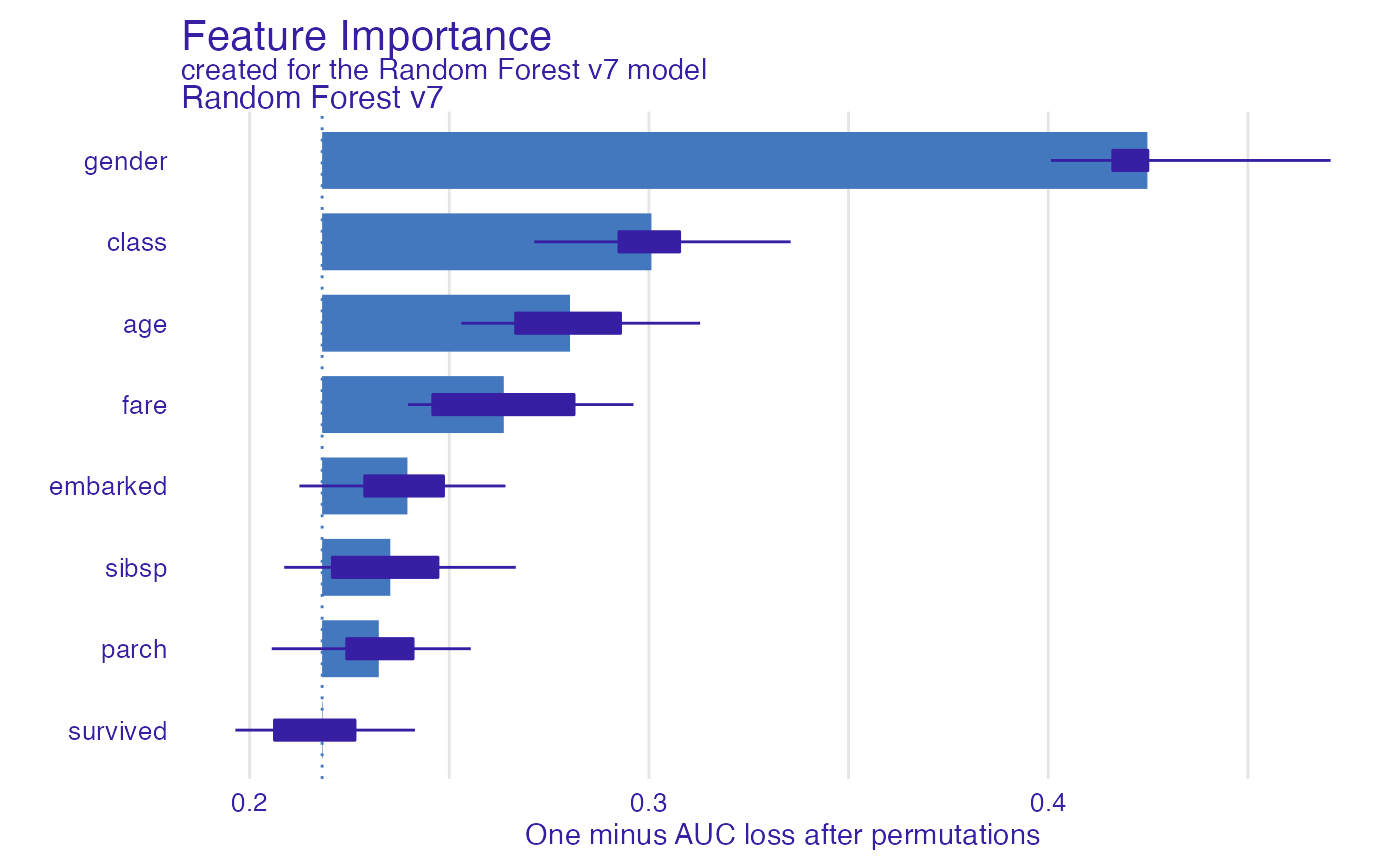 Feature Importance
created for the Random Forest v7 model
Random Forest v7
gender
class
age
fare
embarked
sibsp
parch
survived
0.2 0.3 0.4
One minus AUC loss after permutations